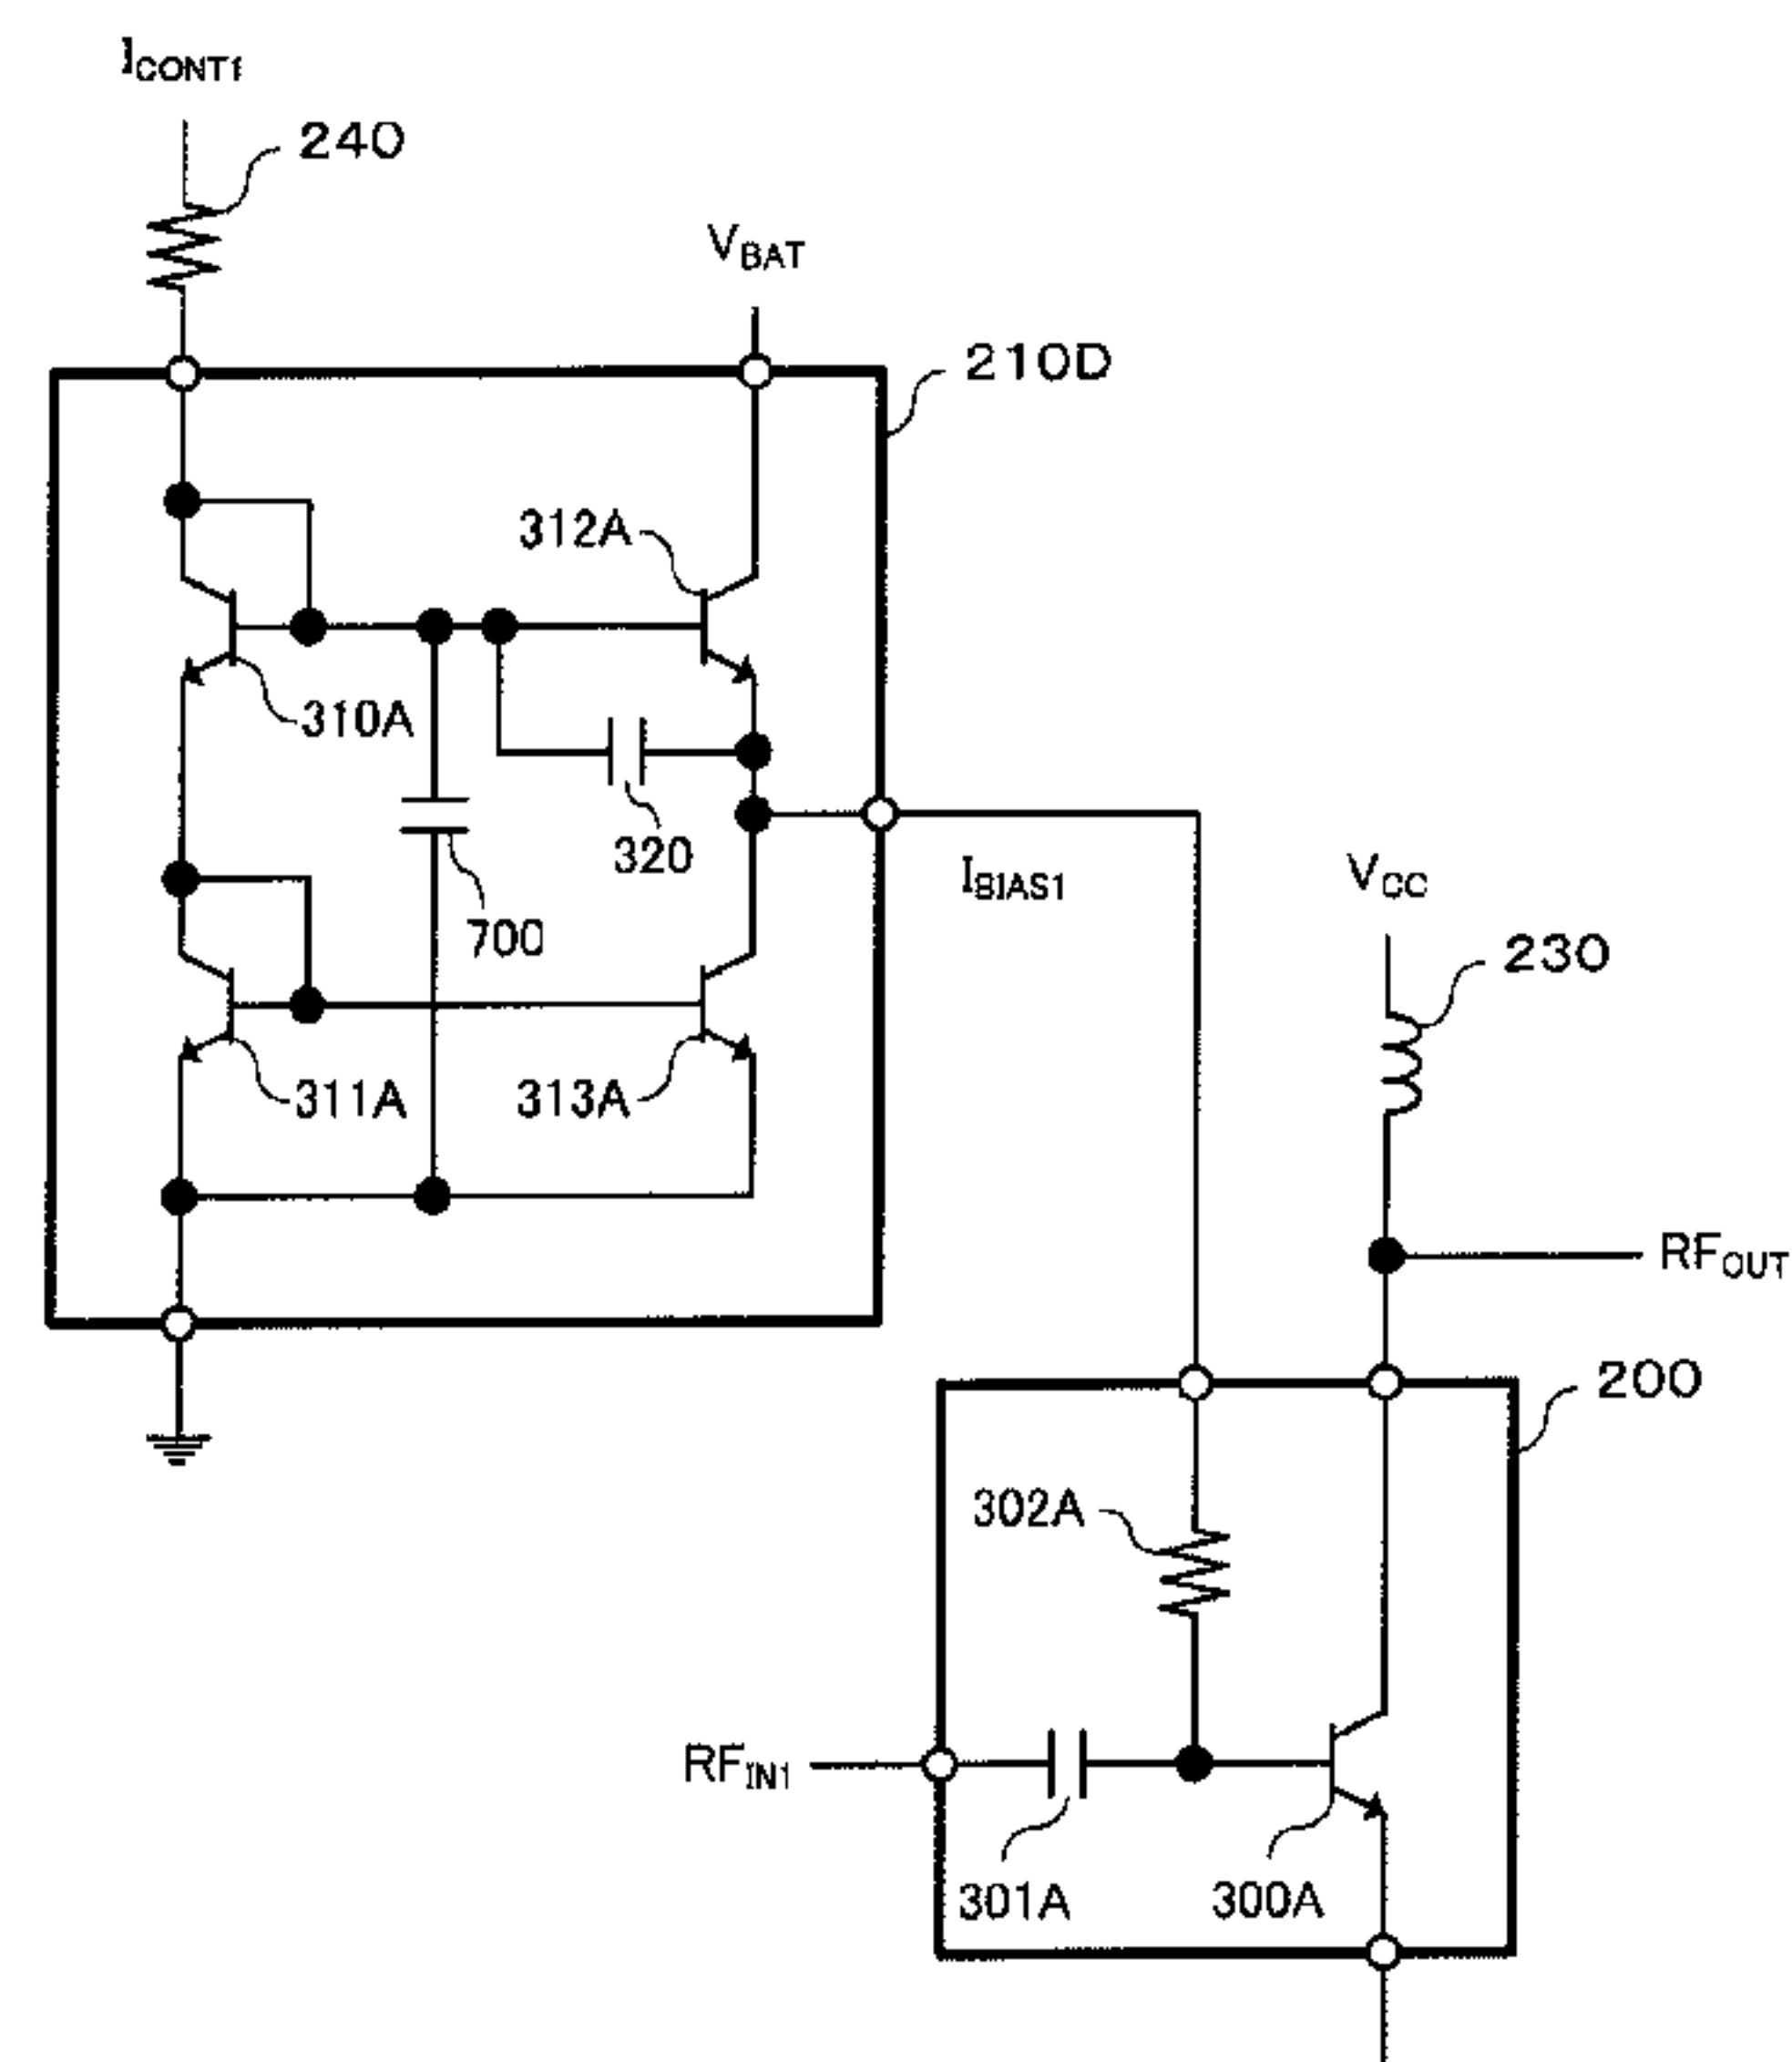 ICONT1
240
VBAT
210D
312A
310A
320
700
IBIAS1
VCC
230
311A
313A
RFOUT
200
302A
RFIN1
301A
300A